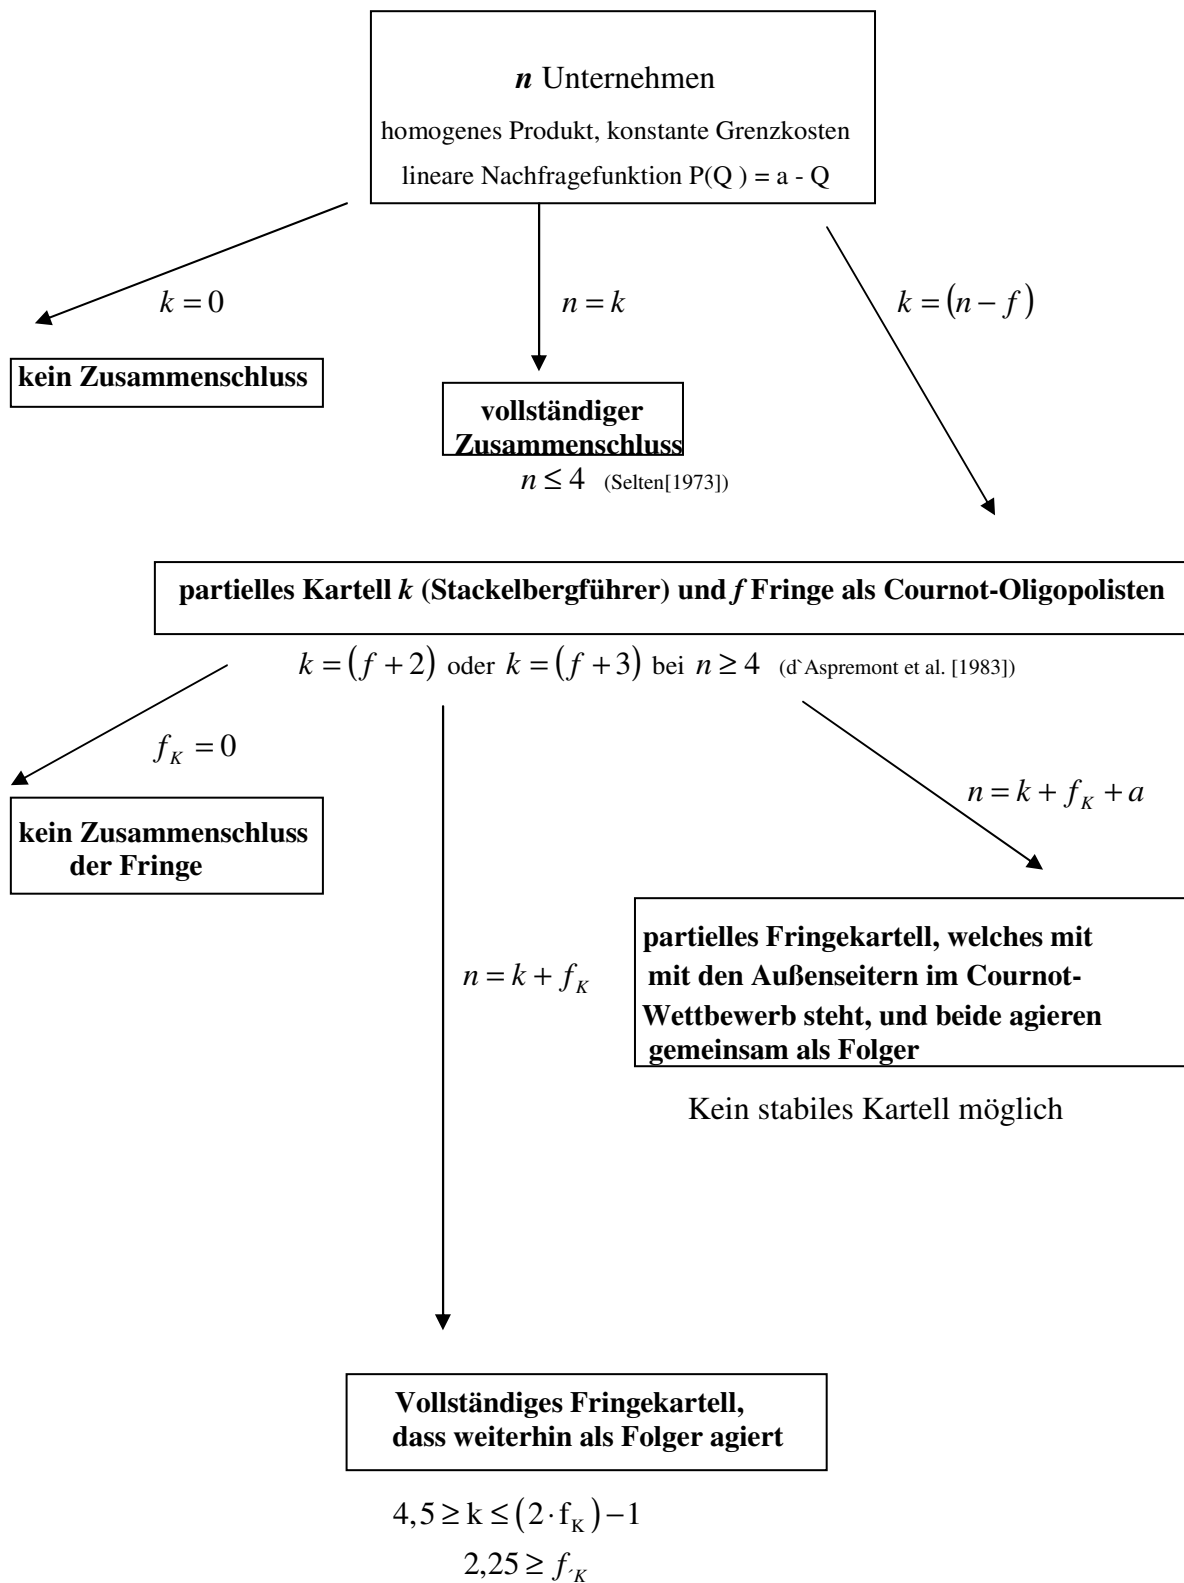 n Unternehmen
homogenes Produkt, konstante Grenzkosten
lineare Nachfragefunktion P(Q ) = a - Q
k = 0
n = k
k = (n − f)
kein Zusammenschluss
vollständiger
Zusammenschluss
n ≤ 4 (Selten[1973])
partielles Kartell k (Stackelbergführer) und f Fringe als Cournot-Oligopolisten
k = (f + 2) oder k = (f + 3) bei n ≥ 4 (d`Aspremont et al. [1983])
f_K = 0
n = k + f_K + a
kein Zusammenschluss
der Fringe
n = k + f_K
partielles Fringekartell, welches mit
mit den Außenseitern im Cournot-
Wettbewerb steht, und beide agieren
gemeinsam als Folger
Kein stabiles Kartell möglich
Vollständiges Fringekartell,
dass weiterhin als Folger agiert
4,5 ≥ k ≤ (2 · f_K) − 1
2,25 ≥ f_´K